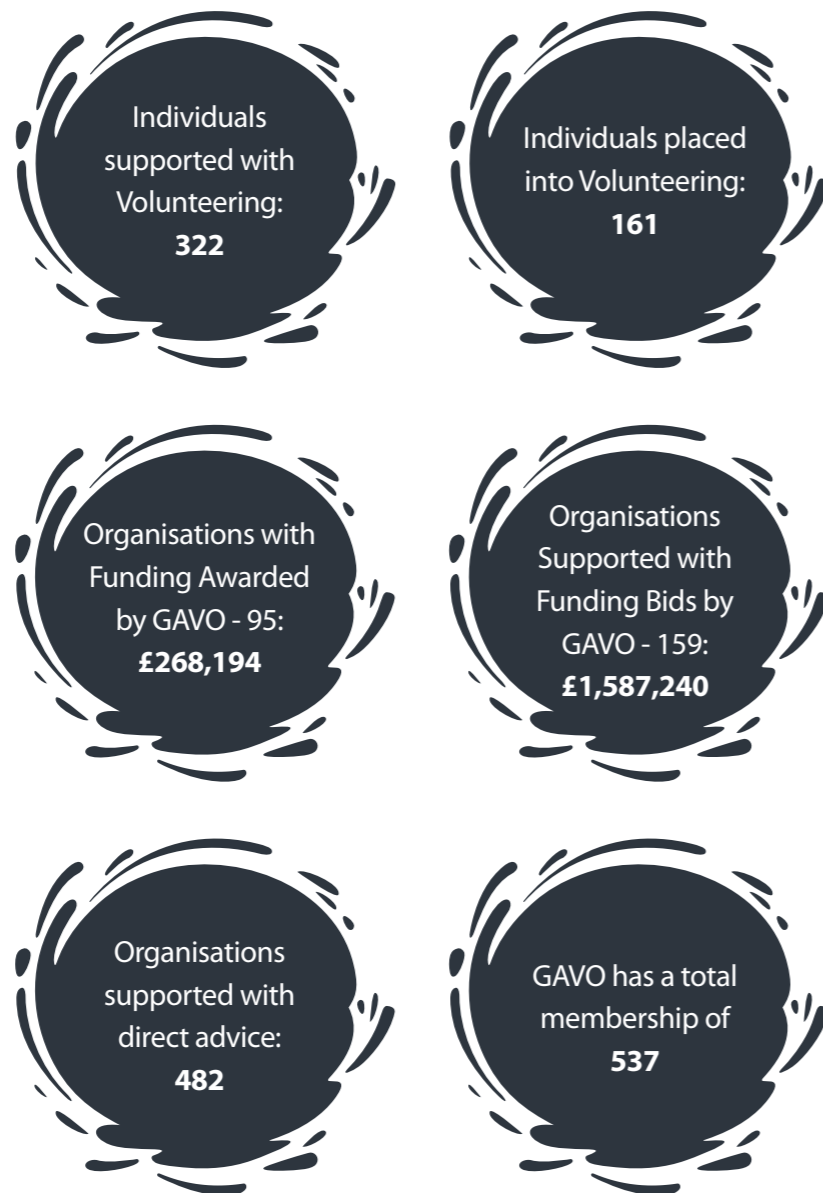 Individuals
supported with
Volunteering:
322
Individuals placed
into Volunteering:
161
Organisations with
Funding Awarded
by GAVO - 95:
£268,194
Organisations
Supported with
Funding Bids by
GAVO - 159:
£1,587,240
Organisations
supported with
direct advice:
482
GAVO has a total
membership of
537